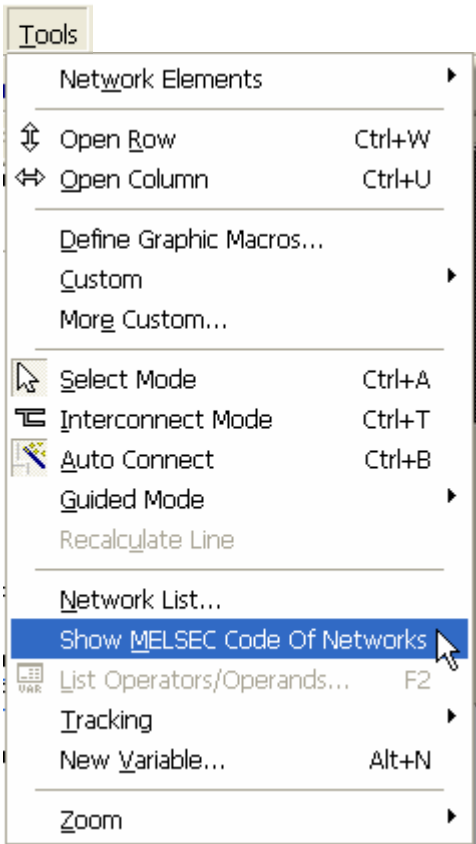 Tools
Network Elements
Open Row Ctrl+W
Open Column Ctrl+U
Define Graphic Macros...
Custom
More Custom...
Select Mode Ctrl+A
Interconnect Mode Ctrl+T
Auto Connect Ctrl+B
Guided Mode
Recalculate Line
Network List...
Show MELSEC Code Of Networks
VAR List Operators/Operands... F2
Tracking
New Variable... Alt+N
Zoom